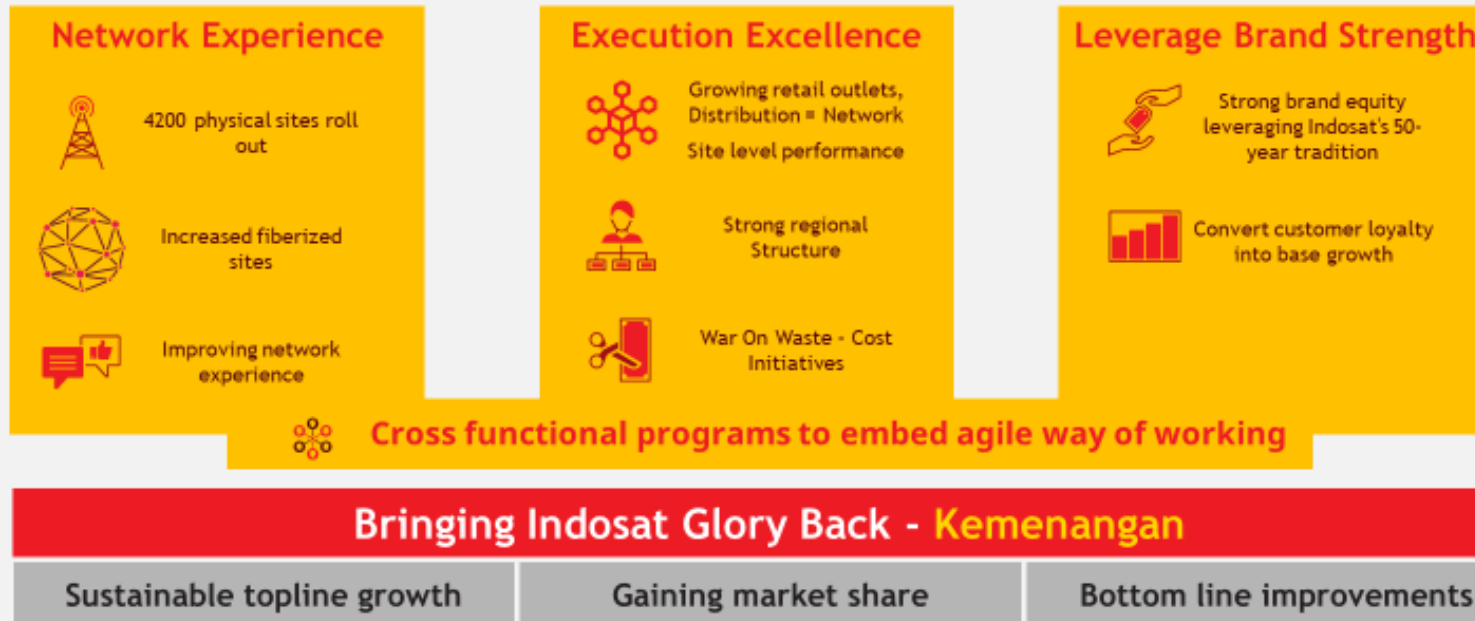 Network Experience
4200 physical sites roll
out
Increased fiberized
sites
Improving network
experience
Execution Excellence
Growing retail outlets,
Distribution = Network
Site level performance
Strong regional
Structure
War On Waste - Cost
Initiatives
Leverage Brand Strength
Strong brand equity
leveraging Indosat's 50-
year tradition
Convert customer loyalty
into base growth
Cross functional programs to embed agile way of working
Bringing Indosat Glory Back - Kemenangan
Sustainable topline growth
Gaining market share
Bottom line improvements